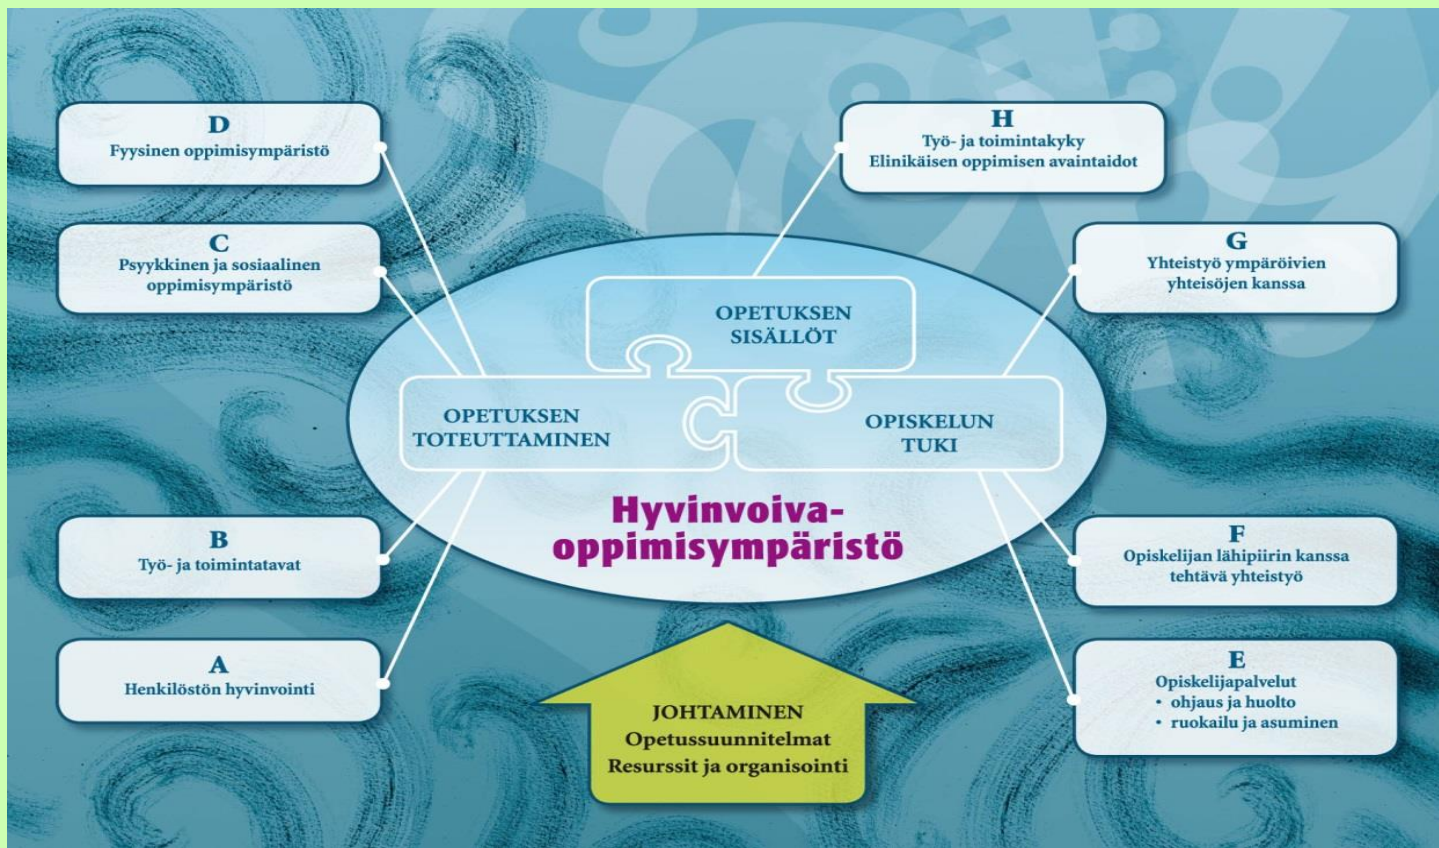 D
Fyysinen oppimisympäristö
C
Psyykkinen ja sosiaalinen
oppimisympäristö
B
Työ- ja toimintatavat
A
Henkilöstön hyvinvointi
H
Työ- ja toimintakyky
Elinikäisen oppimisen avaintaidot
G
Yhteistyö ympäröivien
yhteisöjen kanssa
F
Opiskelijan lähipiirin kanssa
tehtävä yhteistyö
E
Opiskelijapalvelut
• ohjaus ja huolto
• ruokailu ja asuminen
OPETUKSEN
SISÄLLÖT
OPETUKSEN
TOTEUTTAMINEN
OPISKELUN
TUKI
Hyvinvoiva-
oppimisympäristö
JOHTAMINEN
Opetussuunnitelmat
Resurssit ja organisointi